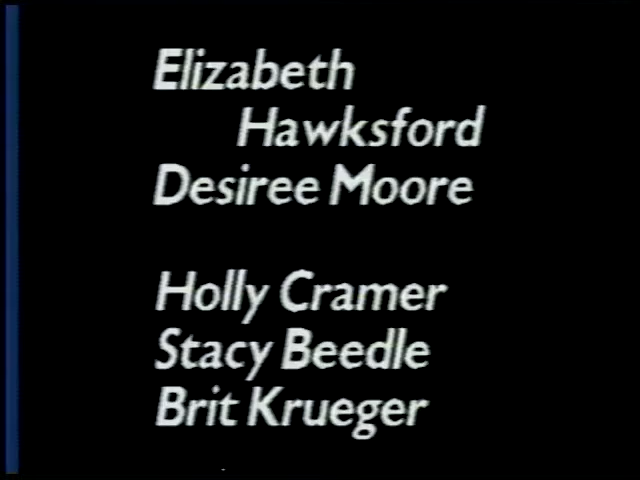 Elizabeth
Hawksford
Desiree Moore
Holly Cramer
Stacy Beedle
Brit Krueger